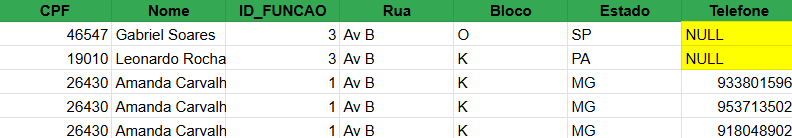 CPF Nome ID_FUNCAO Rua Bloco Estado Telefone
46547 Gabriel Soares 3 Av B O SP NULL
19010 Leonardo Rocha 3 Av B K PA NULL
26430 Amanda Carvalh 1 Av B K MG 933801596
26430 Amanda Carvalh 1 Av B K MG 953713502
26430 Amanda Carvalh 1 Av B K MG 918048902